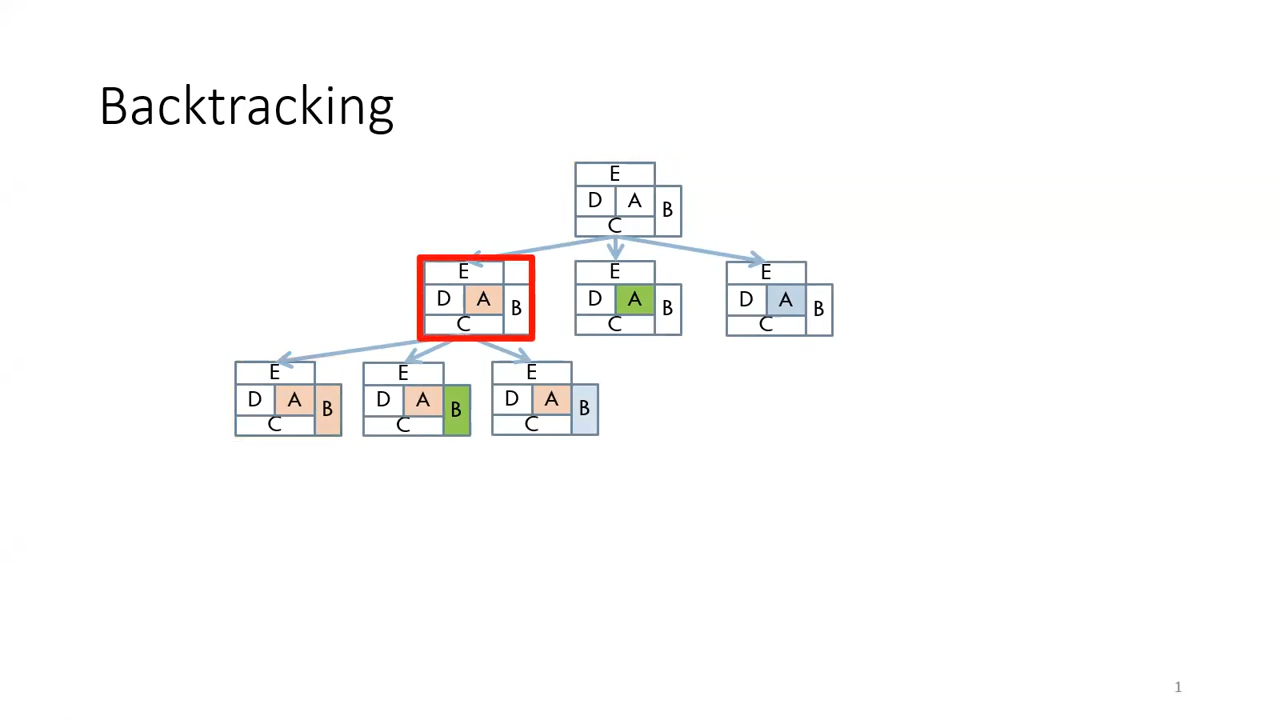 Backtracking
E
D A B
C
E E E
D A B D A B D A B
C C C
E E E
D A B D A B D A B
C C C
1